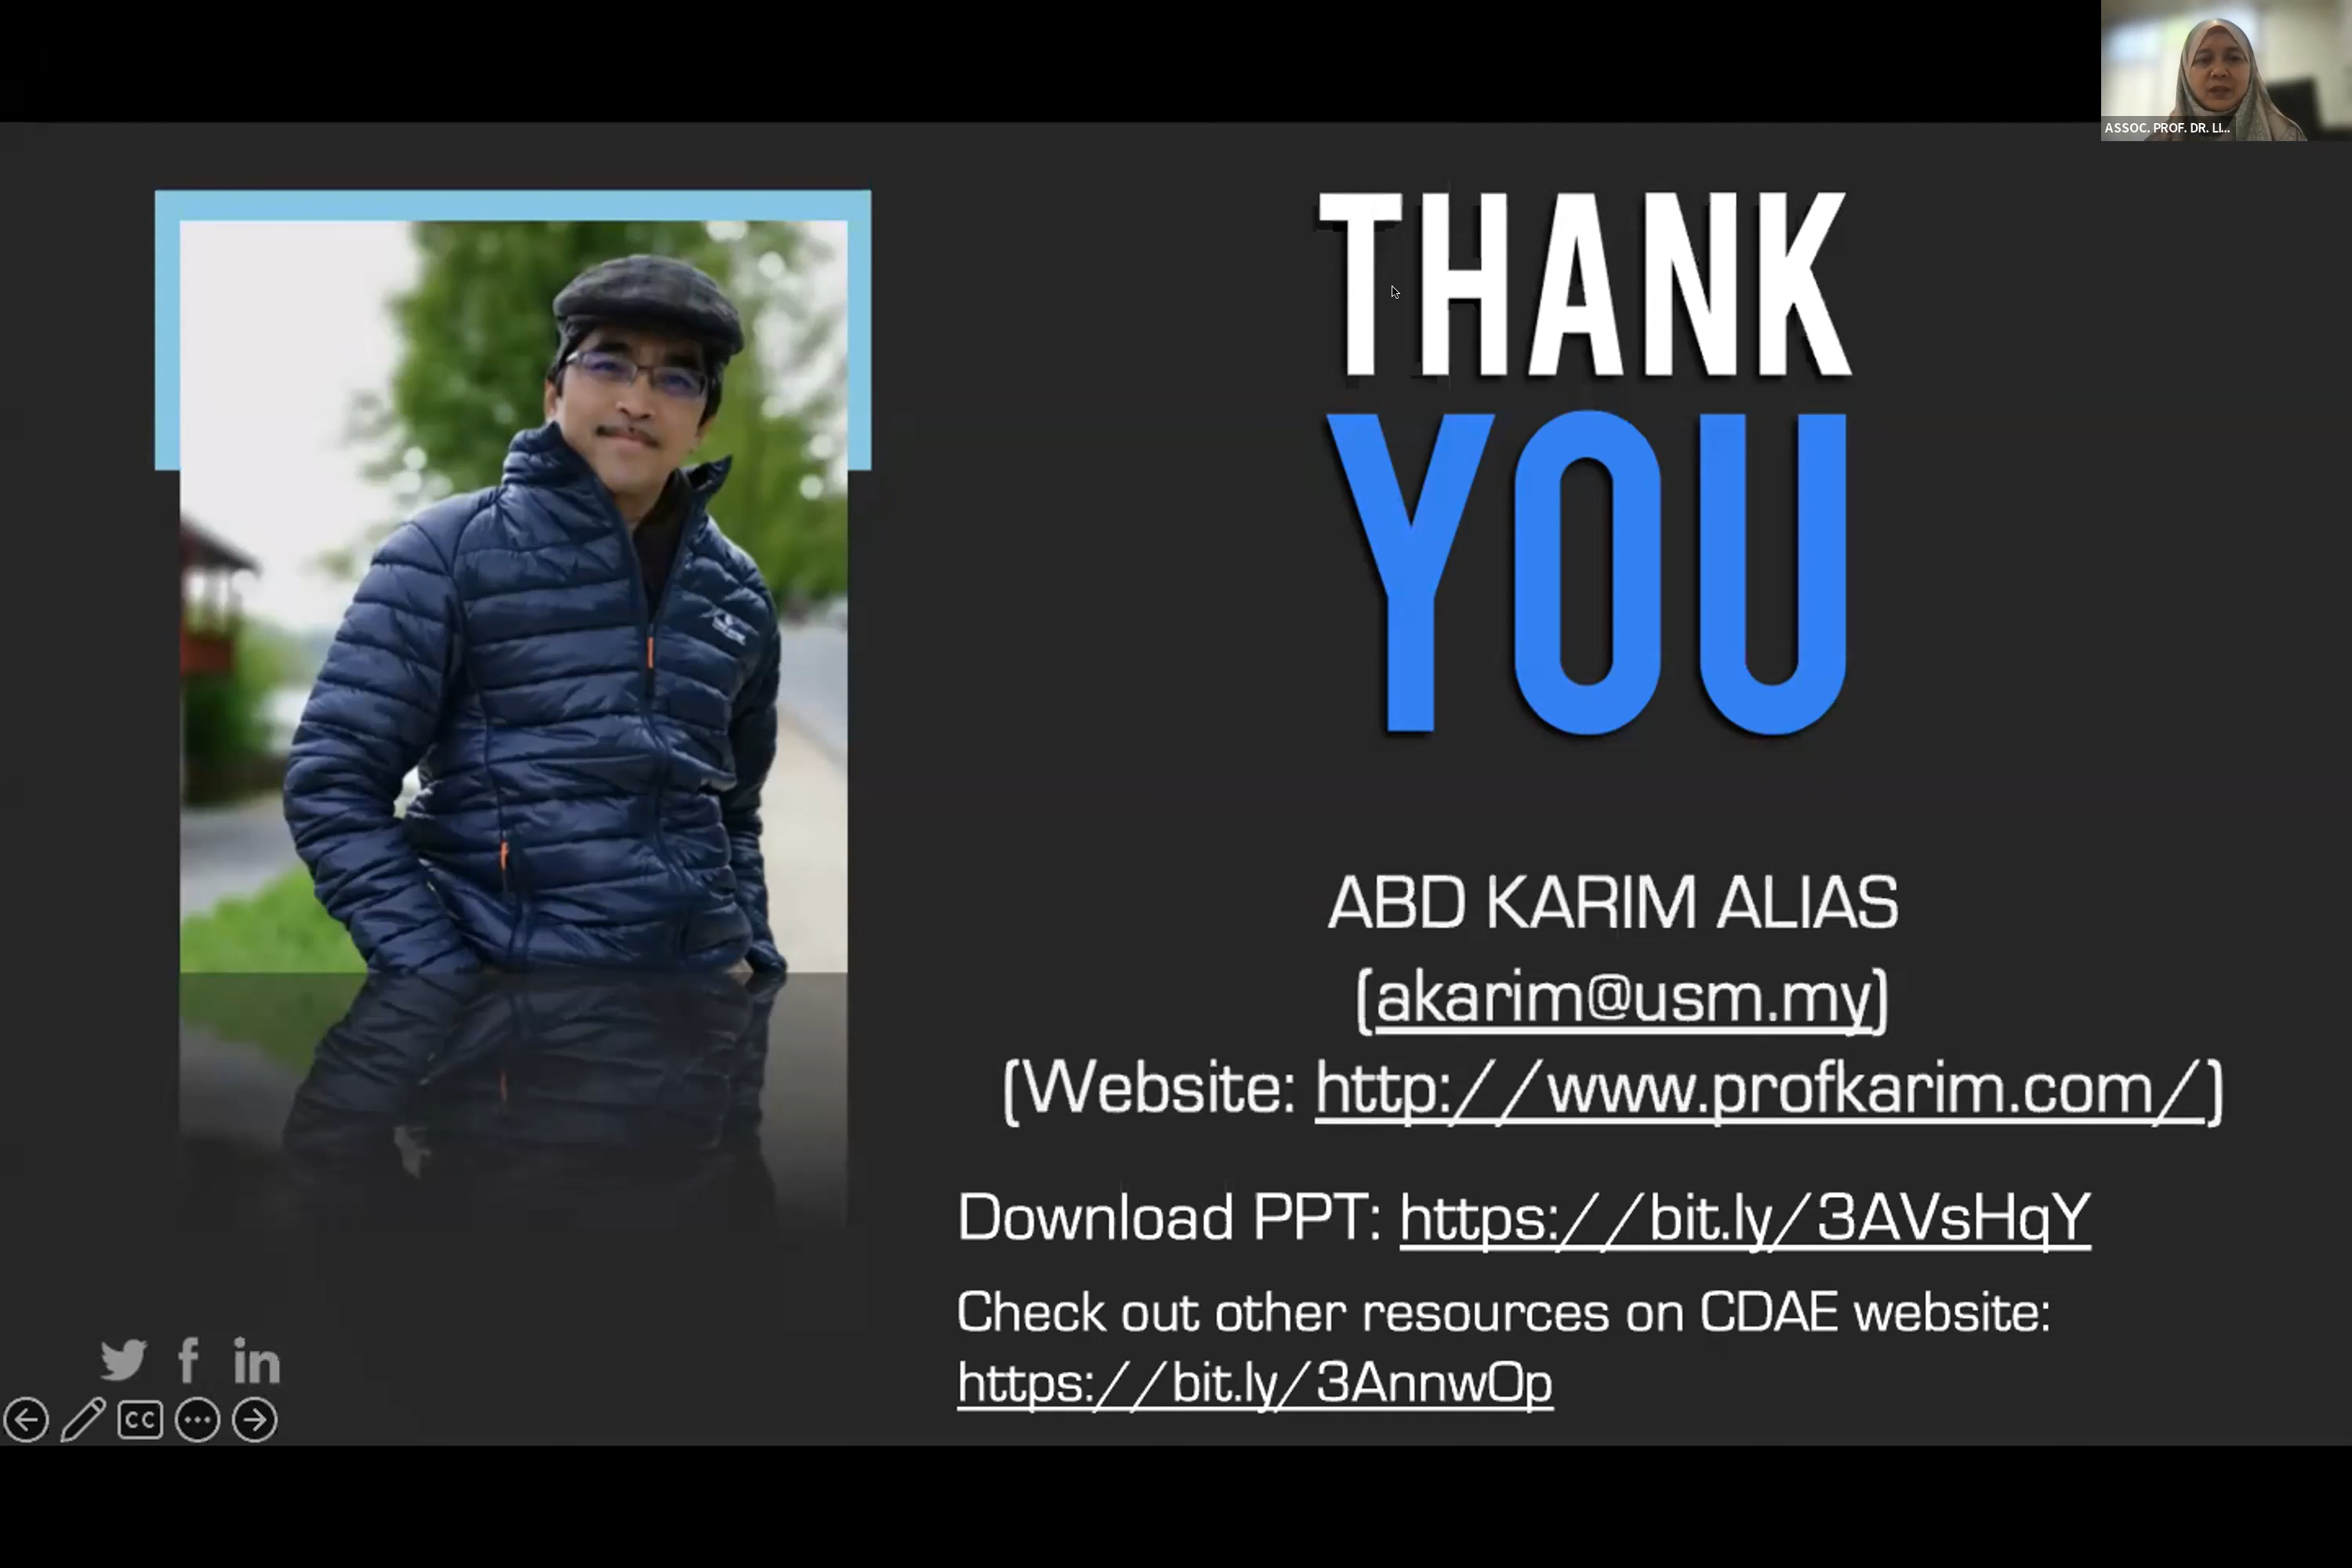 ASSOC. PROF. DR. LI...
THANK
YOU
ABD KARIM ALIAS
(akarim@usm.my)
(Website: http://www.profkarim.com/)
Download PPT: https://bit.ly/3AVsHqY
Check out other resources on CDAE website:
https://bit.ly/3AnnwOp
CC